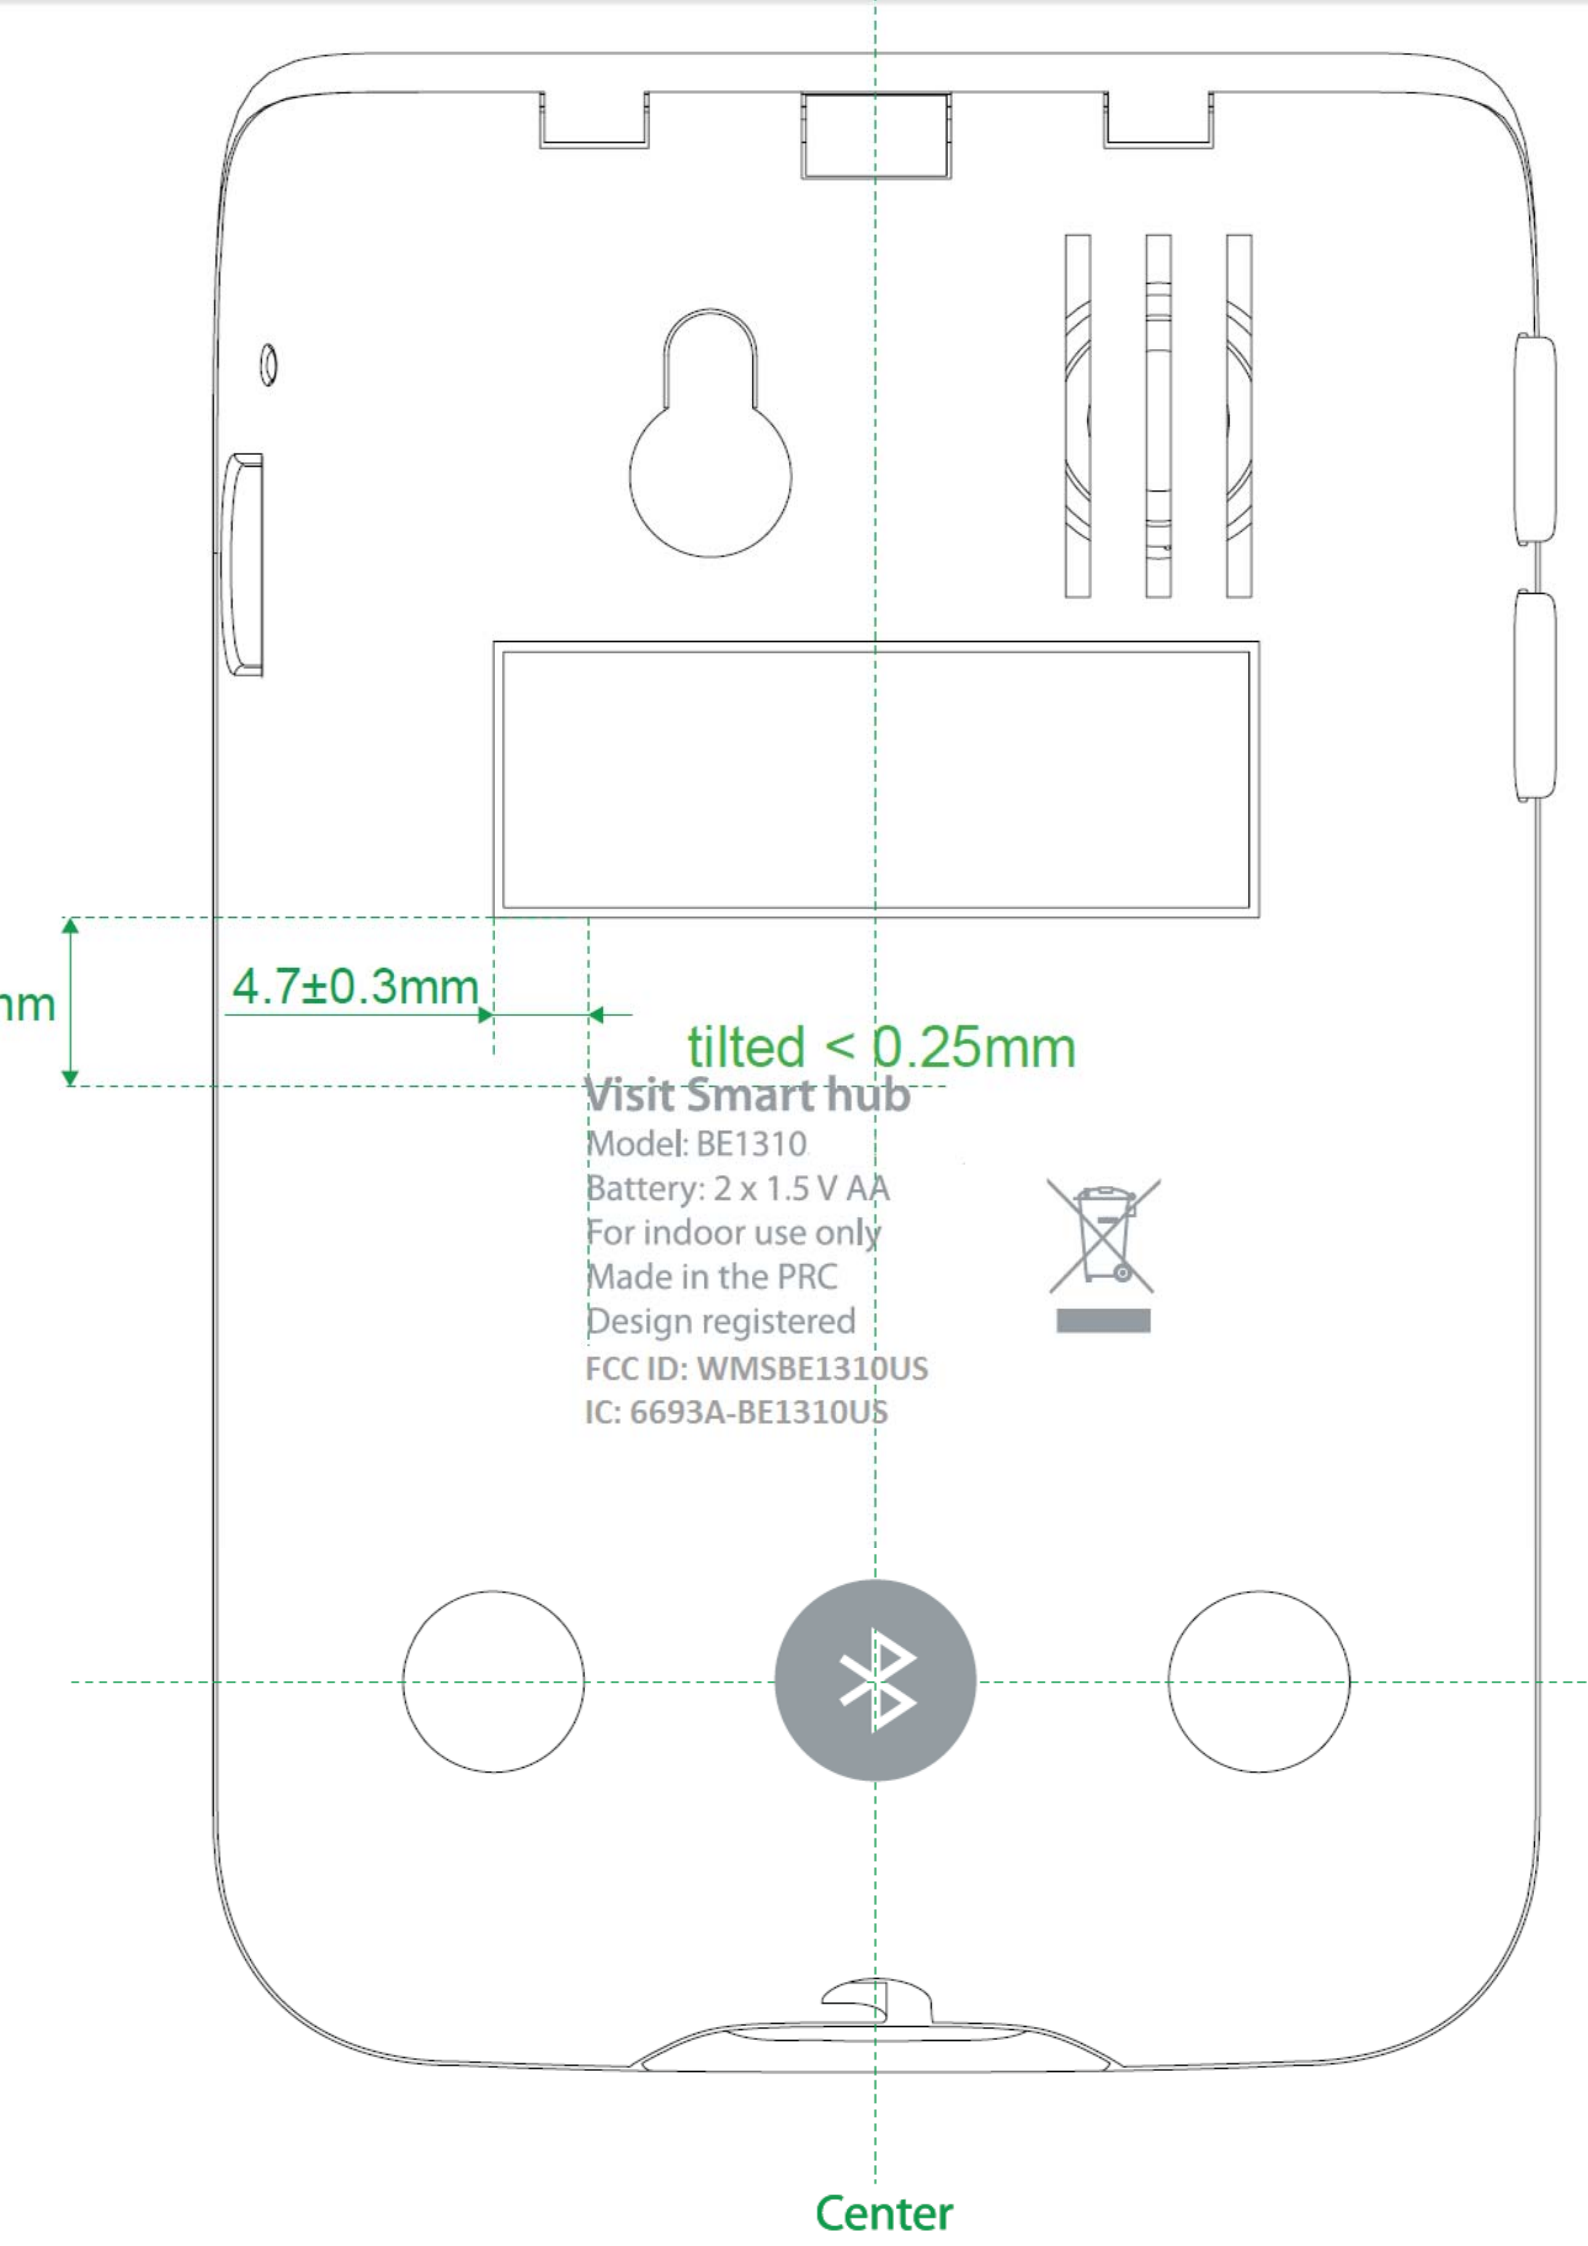 4.7±0.3mm
mm
tilted < 0.25mm
Visit Smart hub
Model: BE1310
Battery: 2 x 1.5 V AA
For indoor use only
Made in the PRC
Design registered
FCC ID: WMSBE1310US
IC: 6693A-BE1310US
Center